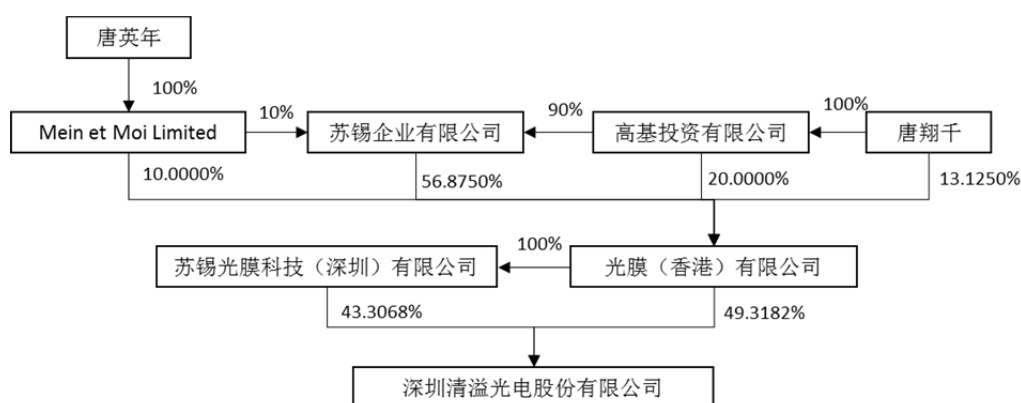 唐英年
100%
10%
90%
100%
Mein et Moi Limited
苏锡企业有限公司
高基投资有限公司
唐翔千
10.0000%
56.8750%
20.0000%
13.1250%
100%
苏锡光膜科技（深圳）有限公司
光膜（香港）有限公司
43.3068%
49.3182%
深圳清溢光电股份有限公司